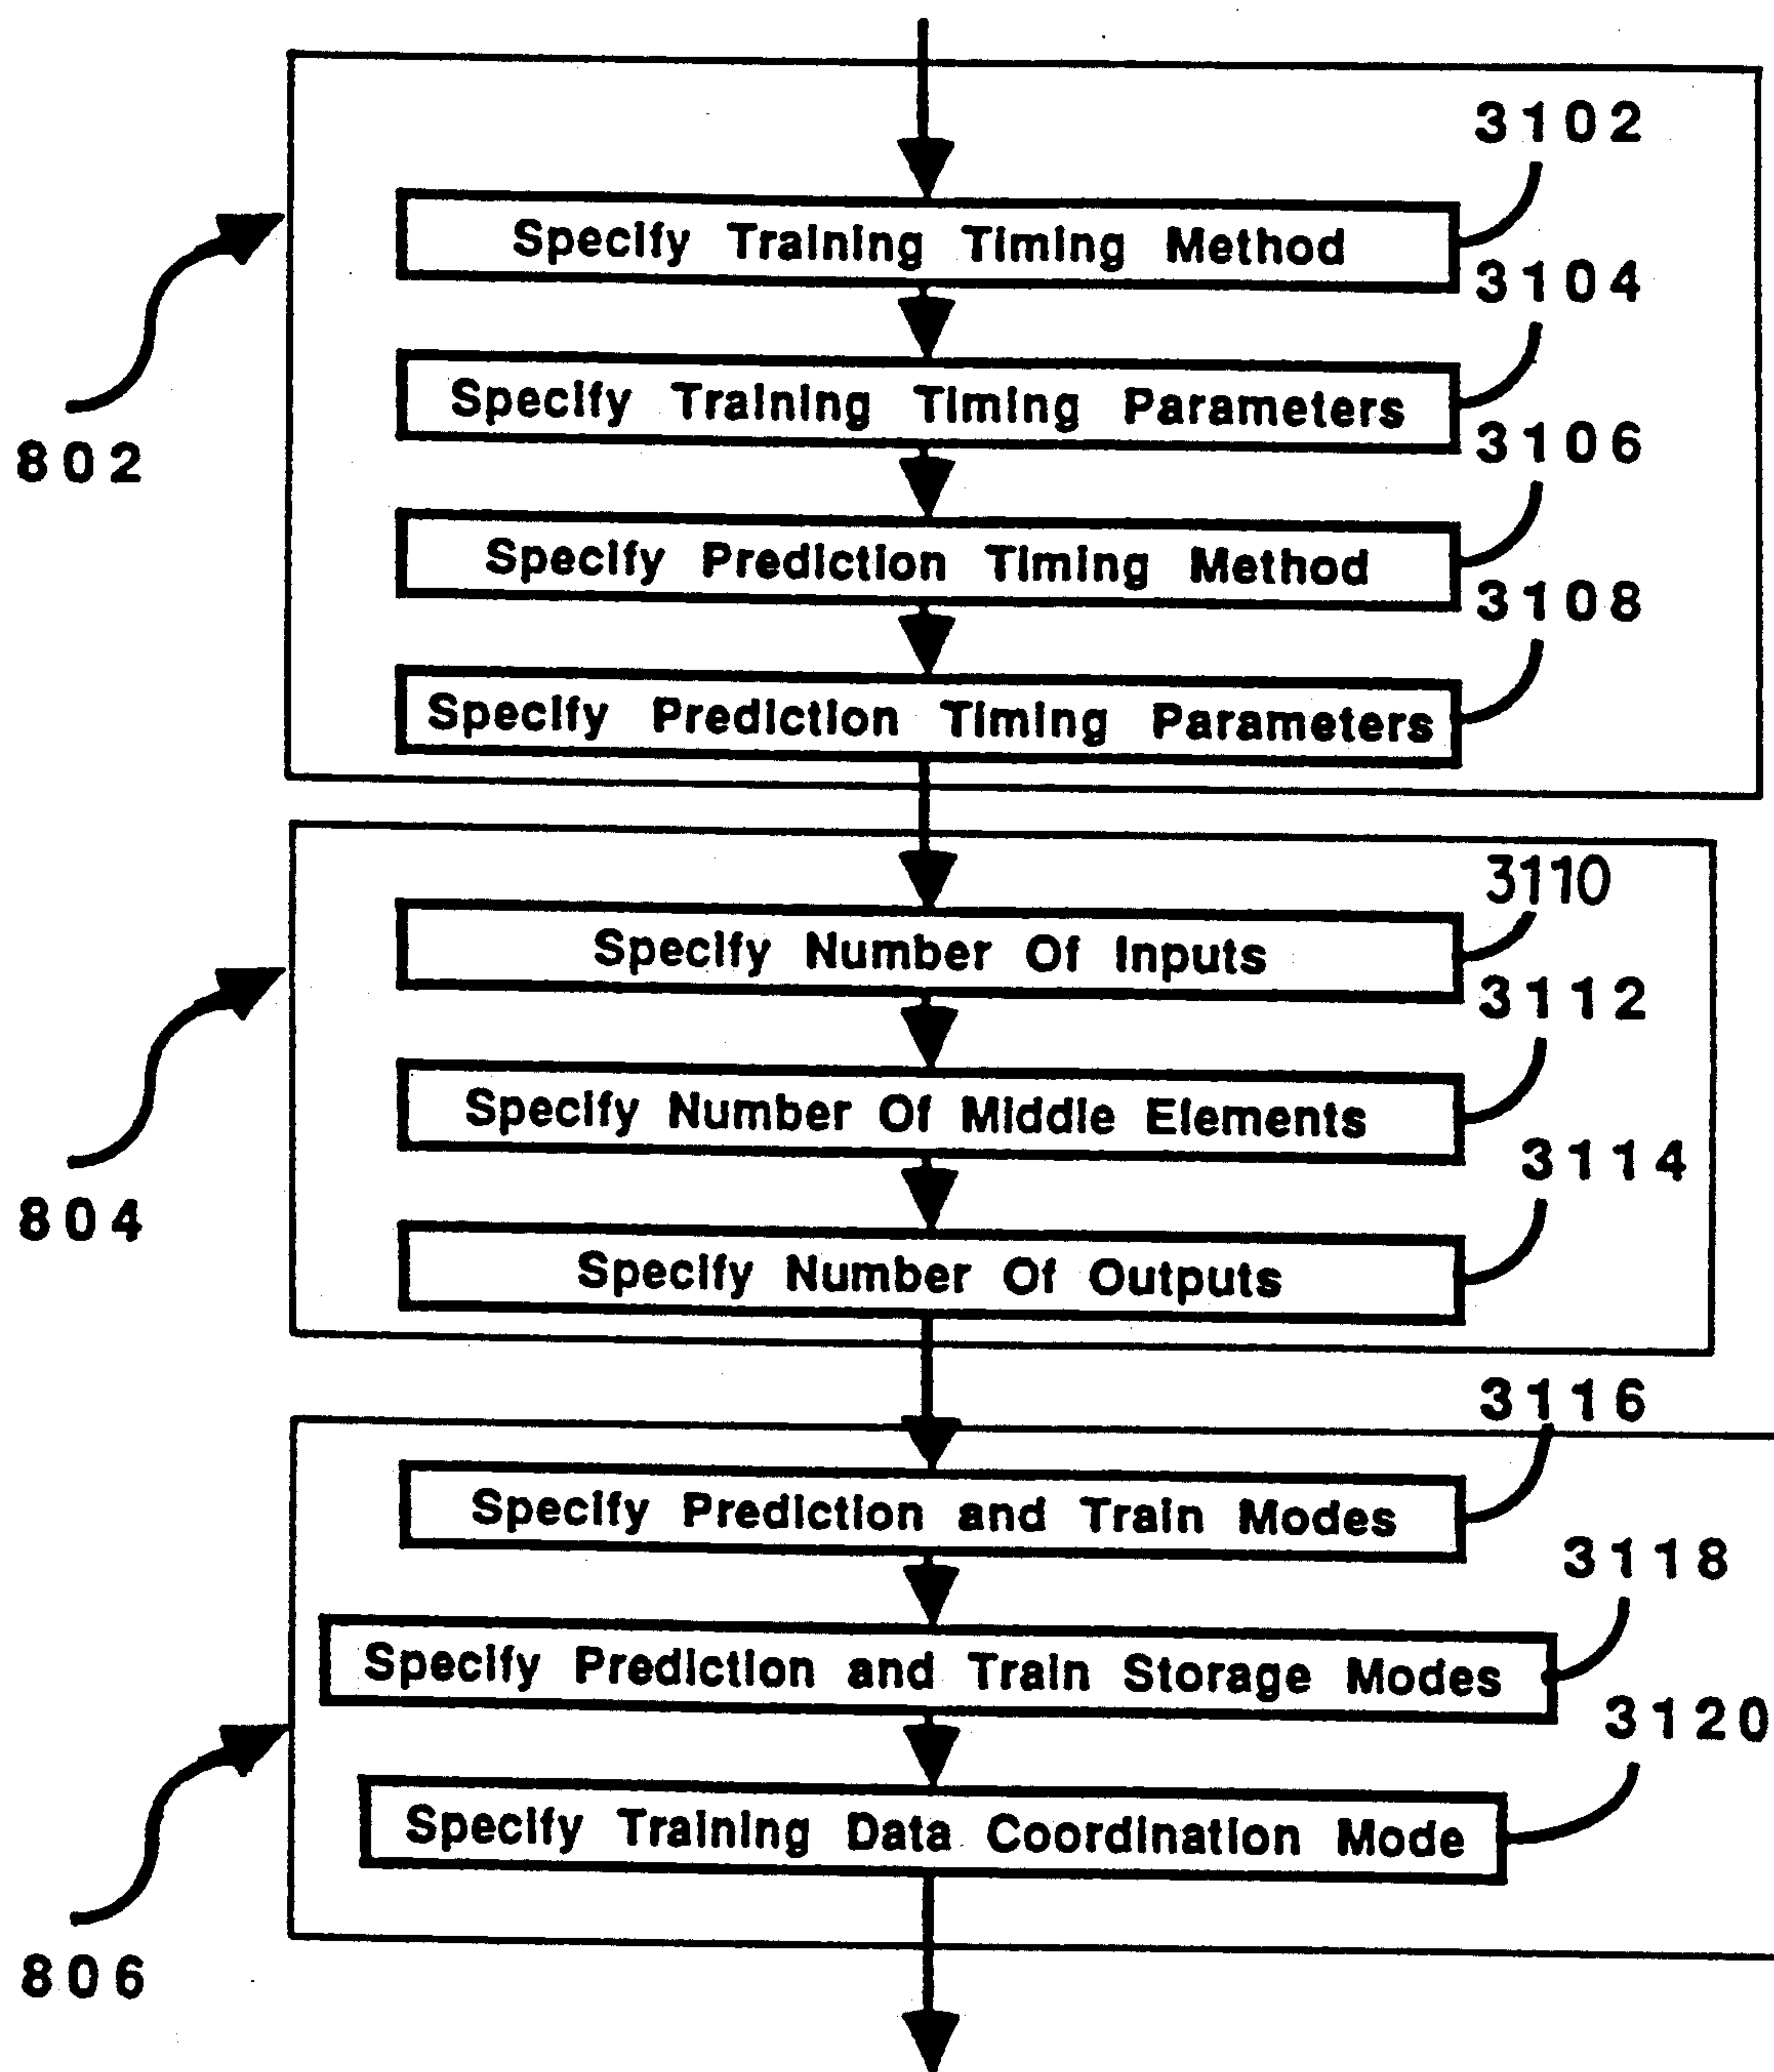 3102
Specify Training Timing Method
3104
Specify Training Timing Parameters
802
3106
Specify Prediction Timing Method
3108
Specify Prediction Timing Parameters
3110
Specify Number Of Inputs
3112
Specify Number Of Middle Elements
804
3114
Specify Number Of Outputs
3116
Specify Prediction and Train Modes
3118
Specify Prediction and Train Storage Modes
3120
Specify Training Data Coordination Mode
806